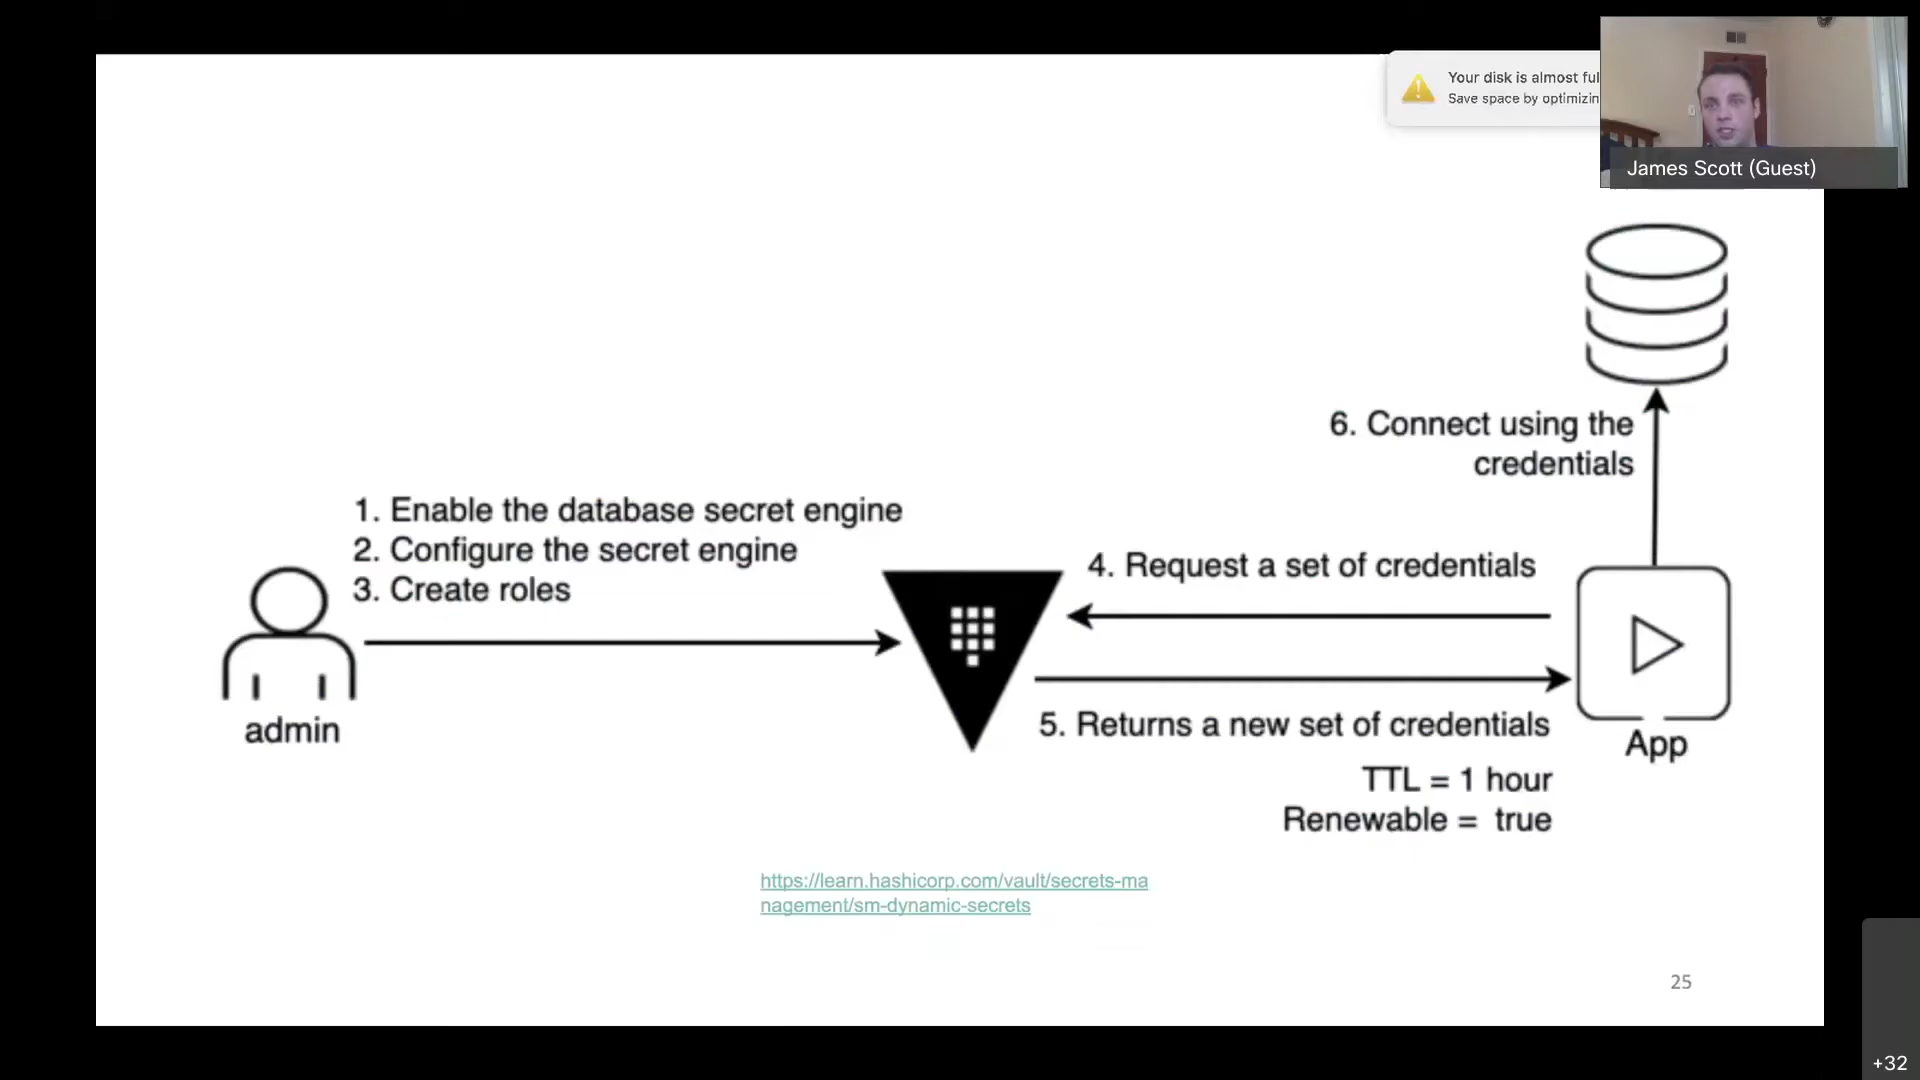 Your disk is almost ful
Save space by optimizin
James Scott (Guest)
6. Connect using the
credentials
1. Enable the database secret engine
2. Configure the secret engine
3. Create roles
4. Request a set of credentials
admin
5. Returns a new set of credentials
App
TTL = 1 hour
Renewable = true
https://learn.hashicorp.com/vault/secrets-ma
nagement/sm-dynamic-secrets
25
+32